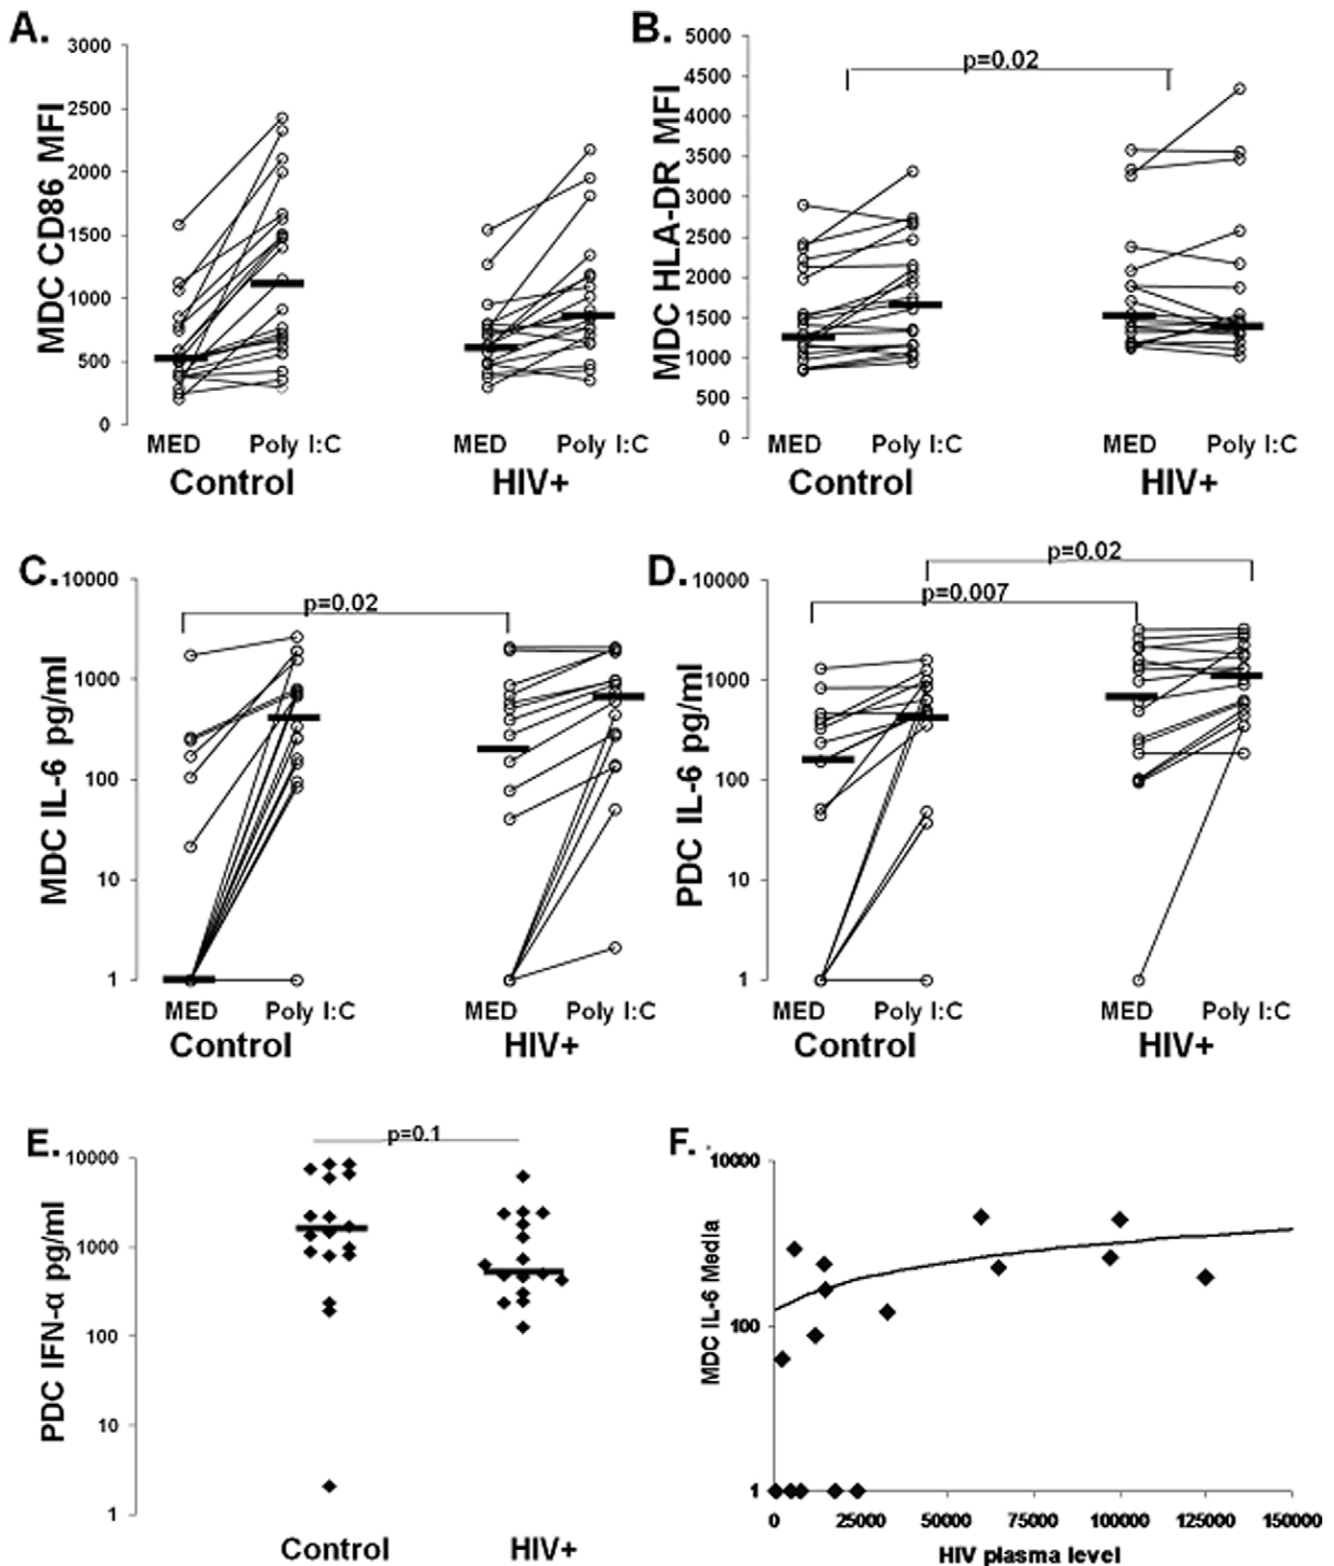 A.
MDC CD86 MFI
3000
2500
2000
1500
1000
500
0
MED Poly I:C MED Poly I:C
Control HIV+
B.
MDC HLA-DR MFI
5000
4500
4000
3500
3000
2500
2000
1500
1000
500
0
p=0.02
MED Poly I:C MED Poly I:C
Control HIV+
C.
MDC IL-6 pg/ml
10000
1000
100
10
1
p=0.02
MED Poly I:C MED Poly I:C
Control HIV+
D.
PDC IL-6 pg/ml
10000
1000
100
10
1
p=0.02
p=0.007
MED Poly I:C MED Poly I:C
Control HIV+
E.
PDC IFN-α pg/ml
10000
1000
100
10
1
p=0.1
Control HIV+
F.
MDC IL-6 Media
10000
100
1
0 25000 50000 75000 100000 125000 150000
HIV plasma level